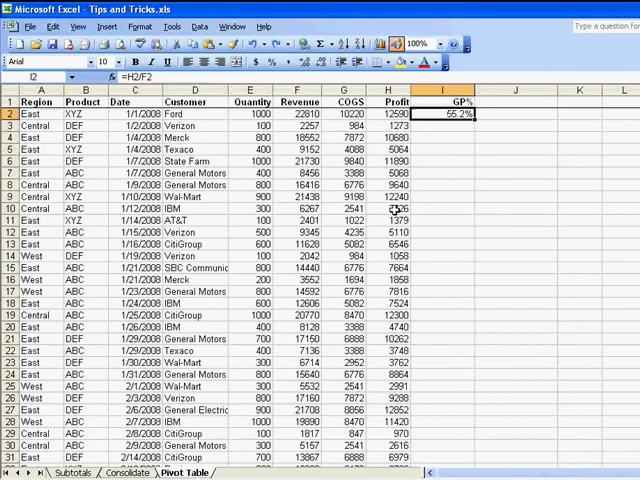 Microsoft Excel - Tips and Tricks.xls
File Edit View Insert Format Tools Data Window Help Type a question fo
100%
Arial 10 B I U
I2 =H2/F2
A B C D E F G H I J K L
1 Region Product Date Customer Quantity Revenue COGS Profit GP%
2 East XYZ 1/1/2008 Ford 1000 22810 10220 12590 55.2%
3 Central DEF 1/2/2008 Verizon 100 2257 984 1273
4 East DEF 1/4/2008 Merck 800 18552 7872 10680
5 East XYZ 1/4/2008 Texaco 400 9152 4088 5064
6 East DEF 1/7/2008 State Farm 1000 21730 9840 11890
7 East ABC 1/7/2008 General Motors 400 8456 3388 5068
8 Central ABC 1/9/2008 General Motors 800 16416 6776 9640
9 Central XYZ 1/10/2008 Wal-Mart 900 21438 9198 12240
10 Central ABC 1/12/2008 IBM 300 6267 2541
11 East XYZ 1/14/2008 AT&T 100 2401 1022 1379
12 East ABC 1/15/2008 Verizon 500 9345 4235 5110
13 East ABC 1/16/2008 CitiGroup 600 11628 5082 6546
14 West DEF 1/19/2008 Verizon 100 2042 984 1058
15 East ABC 1/21/2008 SBC Communic 800 14440 6776 7664
16 West ABC 1/21/2008 Merck 200 3552 1694 1858
17 West ABC 1/23/2008 General Motors 800 14592 6776 7816
18 East ABC 1/24/2008 IBM 600 12606 5082 7524
19 Central ABC 1/25/2008 CitiGroup 1000 20770 8470 12300
20 East ABC 1/26/2008 IBM 400 8128 3388 4740
21 East DEF 1/29/2008 General Motors 700 17150 6888 10262
22 East ABC 1/29/2008 Texaco 400 7136 3388 3748
23 East DEF 1/30/2008 Wal-Mart 300 6714 2952 3762
24 East DEF 1/31/2008 General Motors 900
25 West ABC 2/1/2008 Wal-Mart 300 5532 2541 2991
26 West DEF 2/3/2008 Verizon 800 17160 7872 9288
27 East DEF 2/6/2008 General Electri 900 21708 8856 12852
28 West ABC 2/7/2008 IBM 1000 19890 8470 11420
29 Central ABC 2/8/2008 CitiGroup 100 1817 847 970
30 Central ABC 2/9/2008 General Motors 300 5157 2541 2616
31 East ABC 2/14/2008 CitiGroup 700 13867
Subtotals Consolidate Pivot Table